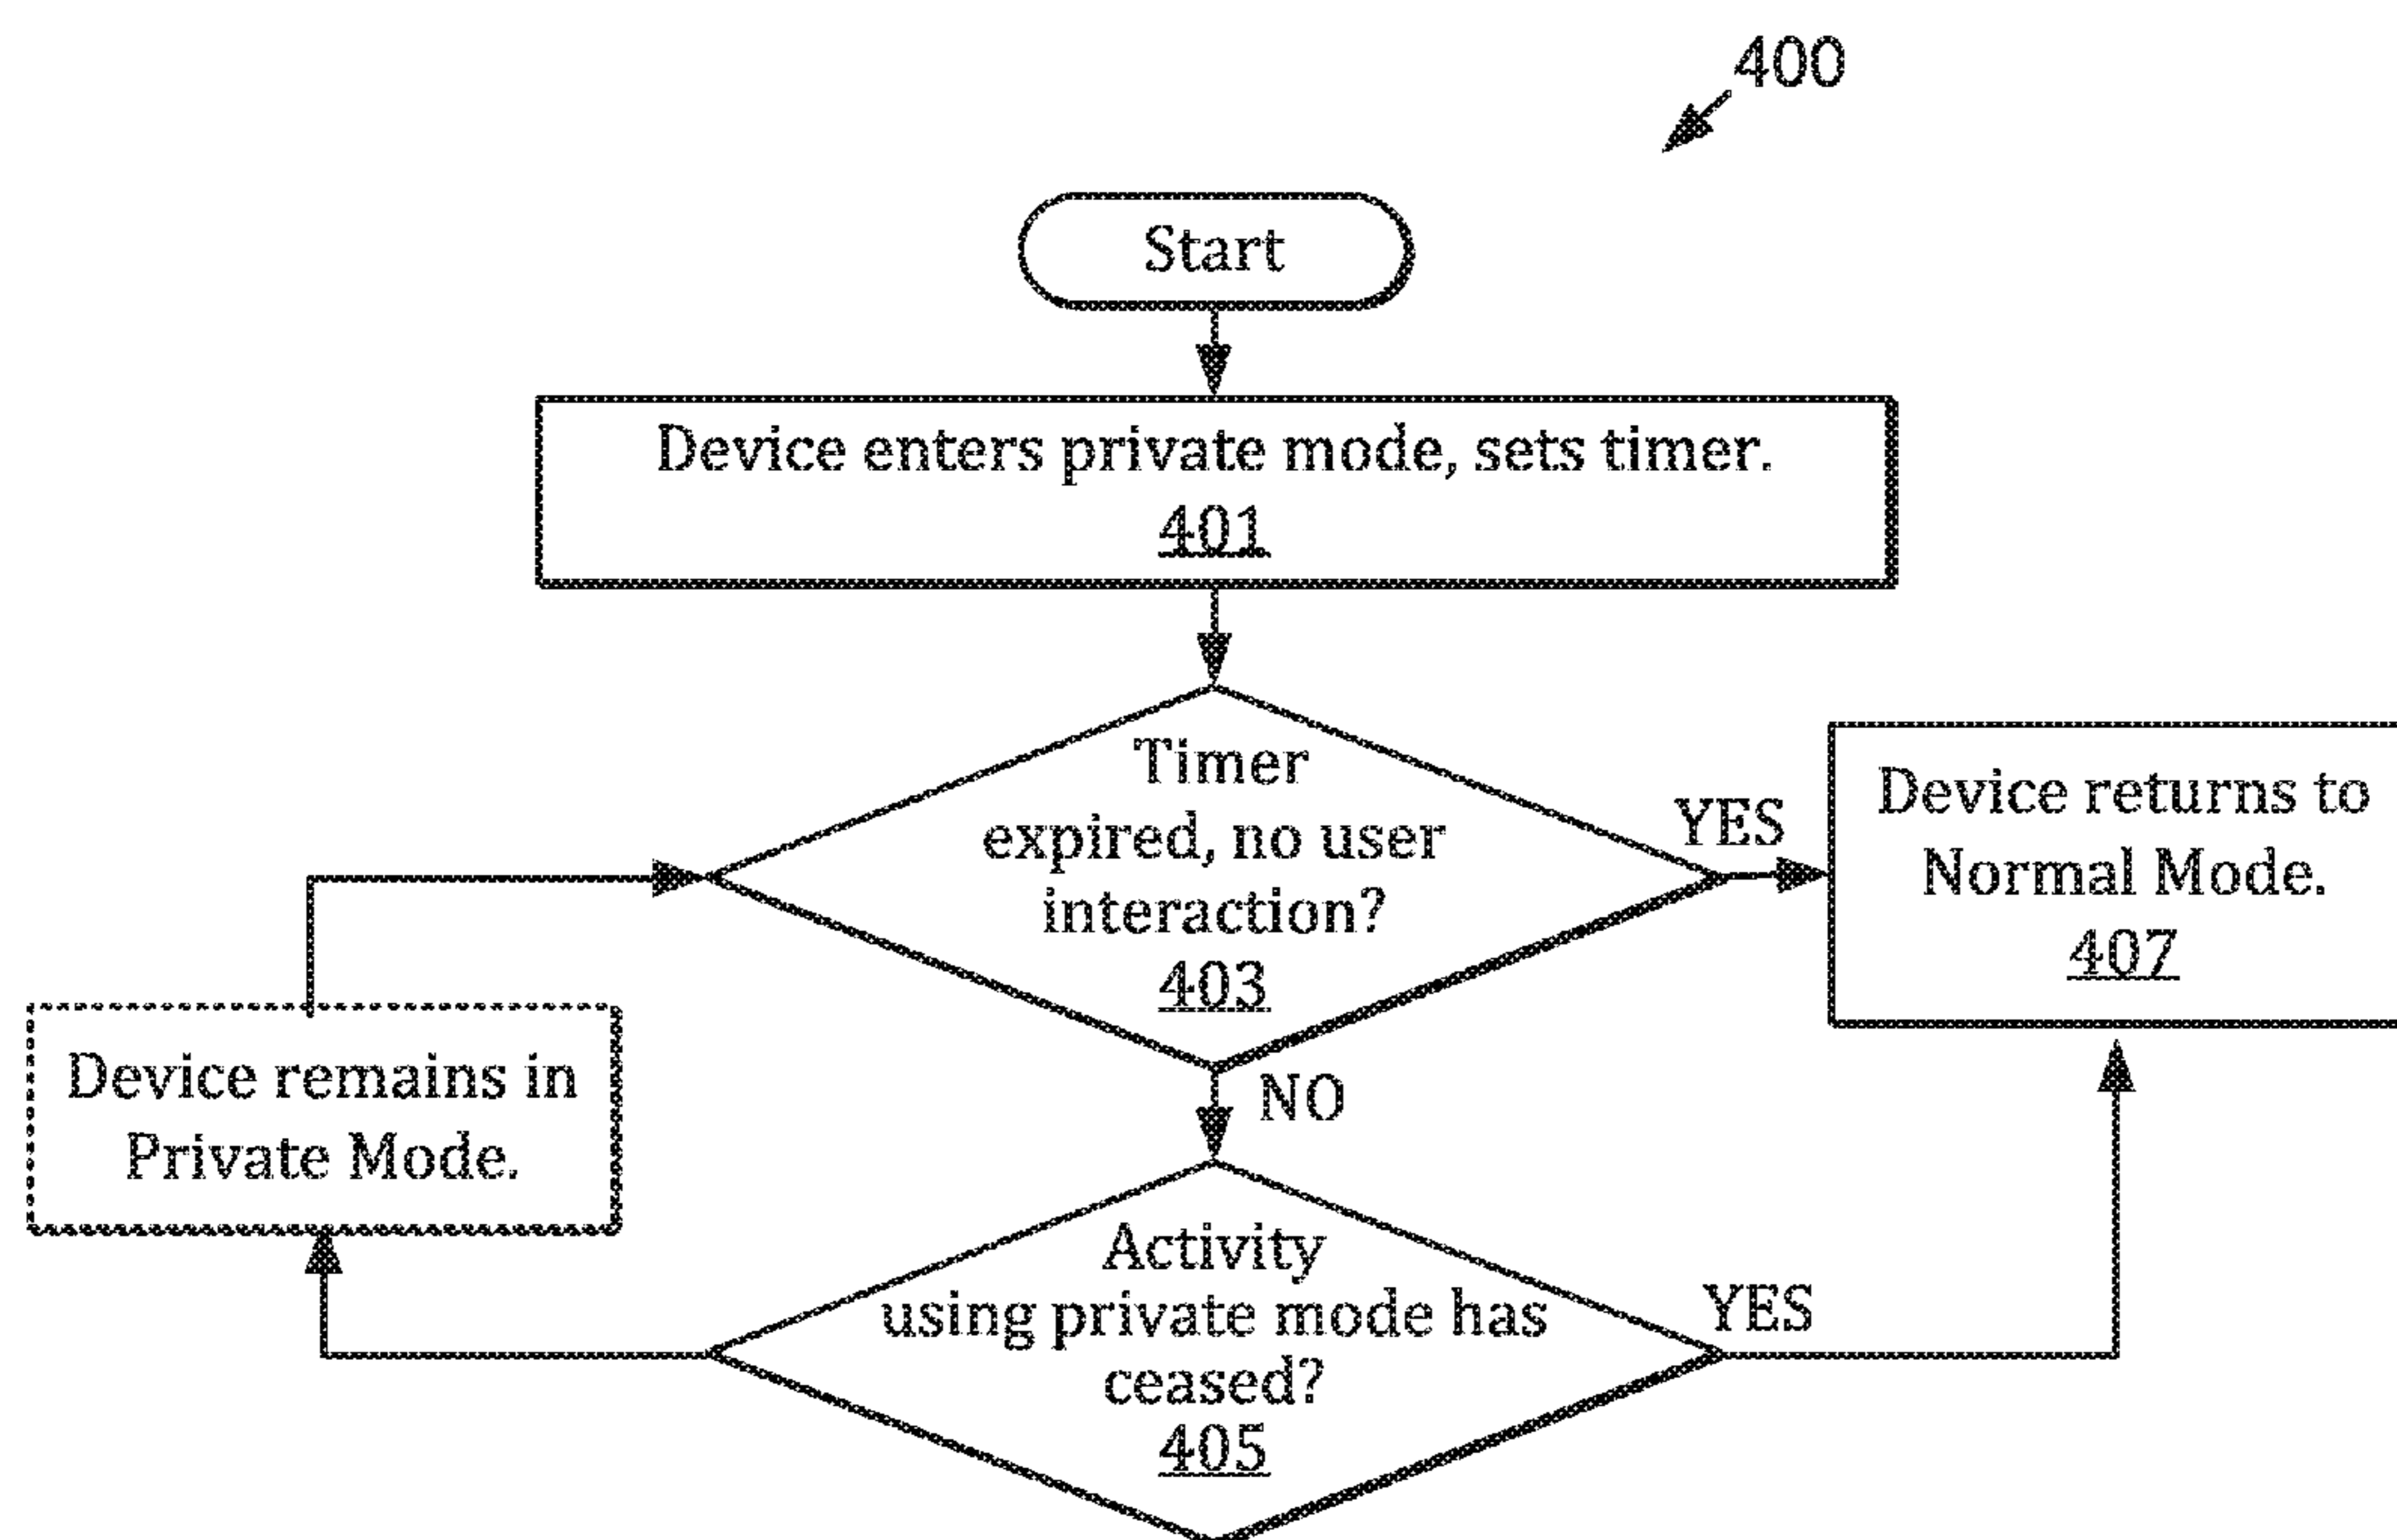 400
Start
Device enters private mode, sets timer.
401
Timer
expired, no user
interaction?
403
YES
Device returns to
Normal Mode.
407
NO
Device remains in
Private Mode.
Activity
using private mode has
ceased?
405
YES